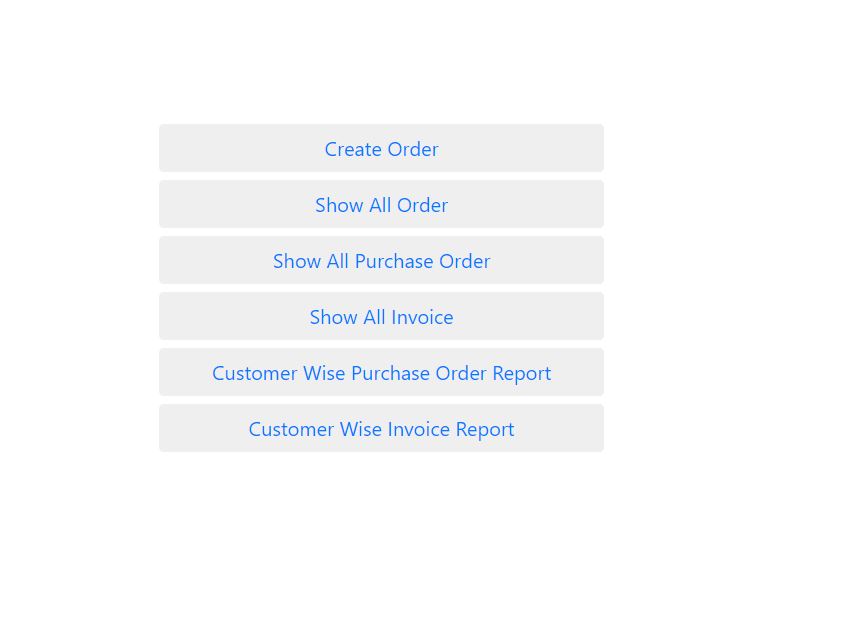 Create Order
Show All Order
Show All Purchase Order
Show All Invoice
Customer Wise Purchase Order Report
Customer Wise Invoice Report